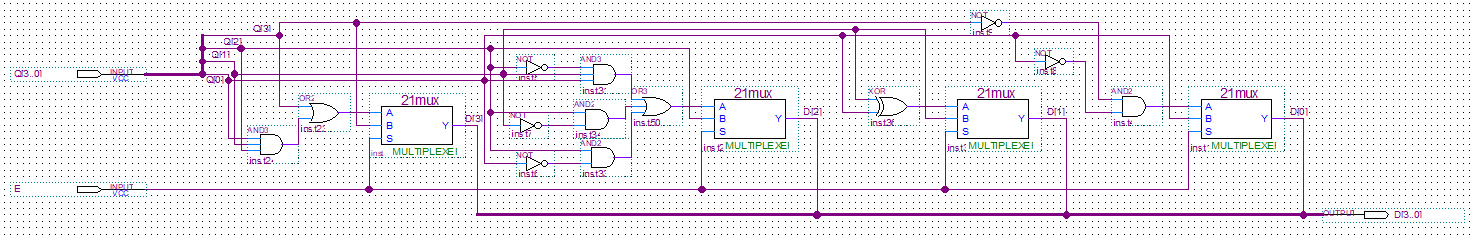 Q[3]
Q[2]
Q[1]
Q[0]
Q[3..0]
INPUT
VCC
E
INPUT
VCC
AND3
inst2
OR2
21mux
A
B
S
Y
inst
MULTIPLEXE
D[3]
NOT
NOT
NOT
AND3
AND2
AND2
OR3
inst50
21mux
A
B
S
Y
MULTIPLEXE
D[2]
XOR
21mux
A
B
S
Y
MULTIPLEXE
D[1]
NOT
NOT
AND2
21mux
A
B
S
Y
MULTIPLEXE
D[0]
OUTPUT
D[3..0]